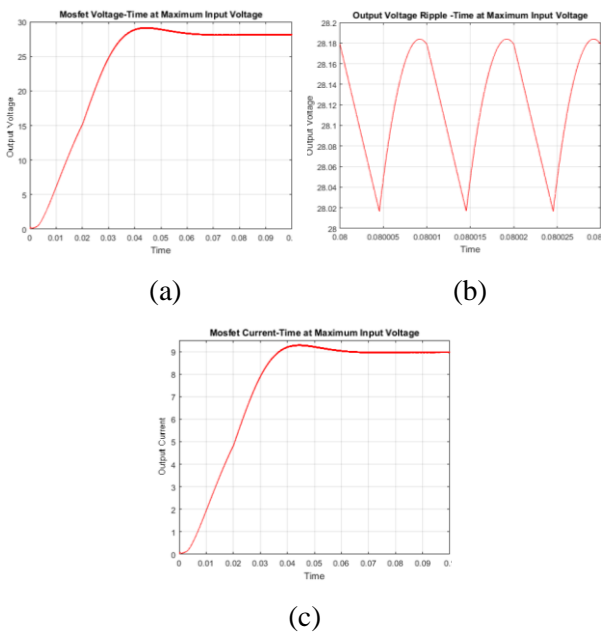 Mosfet Voltage-Time at Maximum Input Voltage
35
30
25
20
15
10
5
0
Output Voltage
0 0.01 0.02 0.03 0.04 0.05 0.06 0.07 0.08 0.09 0.
Time
(a)
Output Voltage Ripple -Time at Maximum Input Voltage
28.2
28.18
28.16
28.14
28.12
28.1
28.08
28.06
28.04
28.02
28
Output Voltage
0.08 0.080005 0.08001 0.080015 0.08002 0.080025 0.08
Time
(b)
Mosfet Current-Time at Maximum Input Voltage
9
8
7
6
5
4
3
2
1
0
Output Current
0 0.01 0.02 0.03 0.04 0.05 0.06 0.07 0.08 0.09 0.
Time
(c)